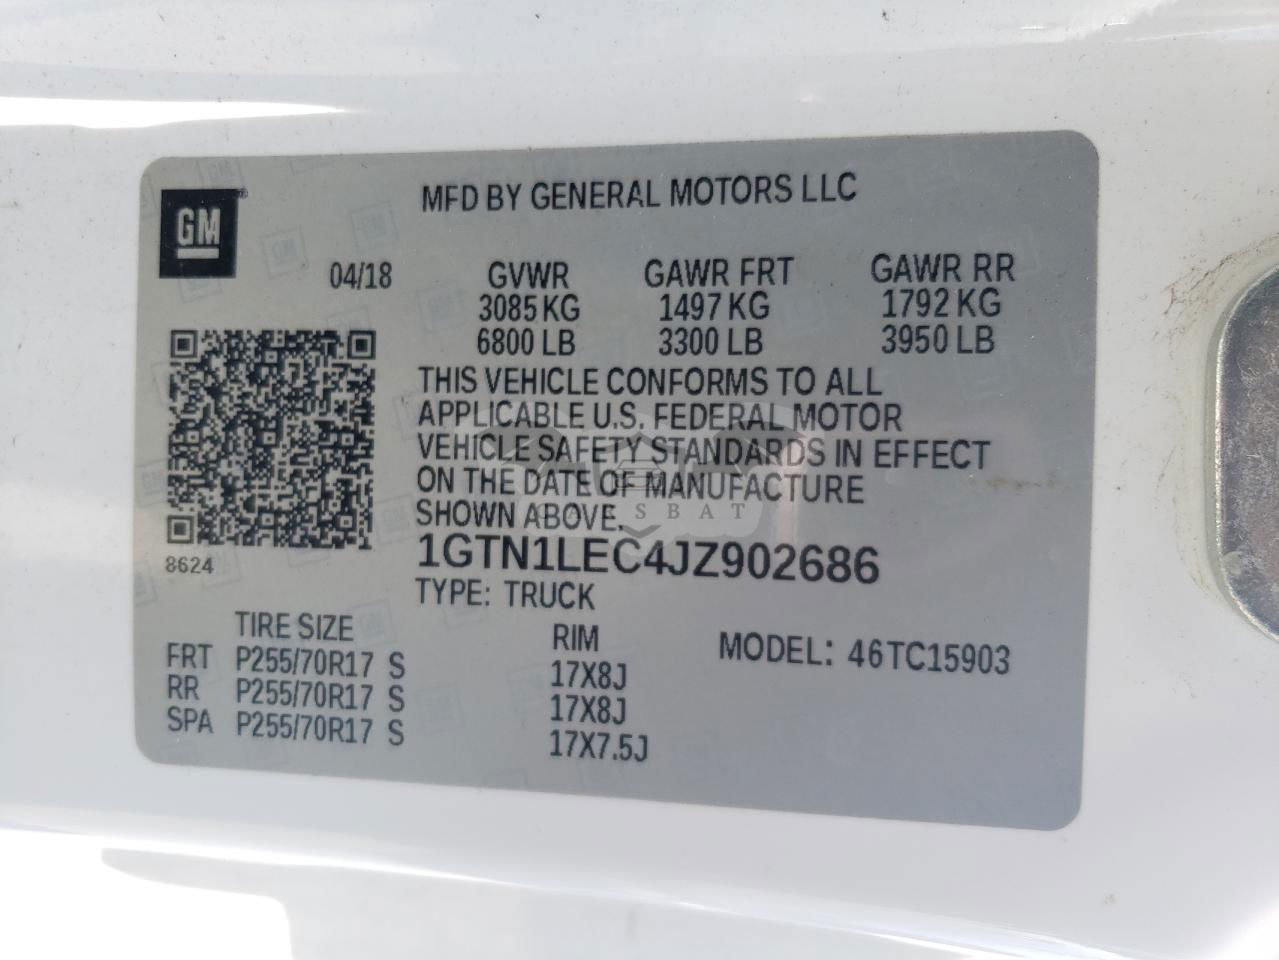 GM
MFD BY GENERAL MOTORS LLC
04/18 GVWR GAWR FRT GAWR RR
3085 KG 1497 KG 1792 KG
6800 LB 3300 LB 3950 LB
THIS VEHICLE CONFORMS TO ALL
APPLICABLE U.S. FEDERAL MOTOR
VEHICLE SAFETY STANDARDS IN EFFECT
ON THE DATE OF MANUFACTURE
SHOWN ABOVE.
CARSBAT
8624
1GTN1LEC4JZ902686
TYPE: TRUCK
TIRE SIZE RIM MODEL: 46TC15903
FRT P255/70R17 S 17X8J
RR P255/70R17 S 17X8J
SPA P255/70R17 S 17X7.5J